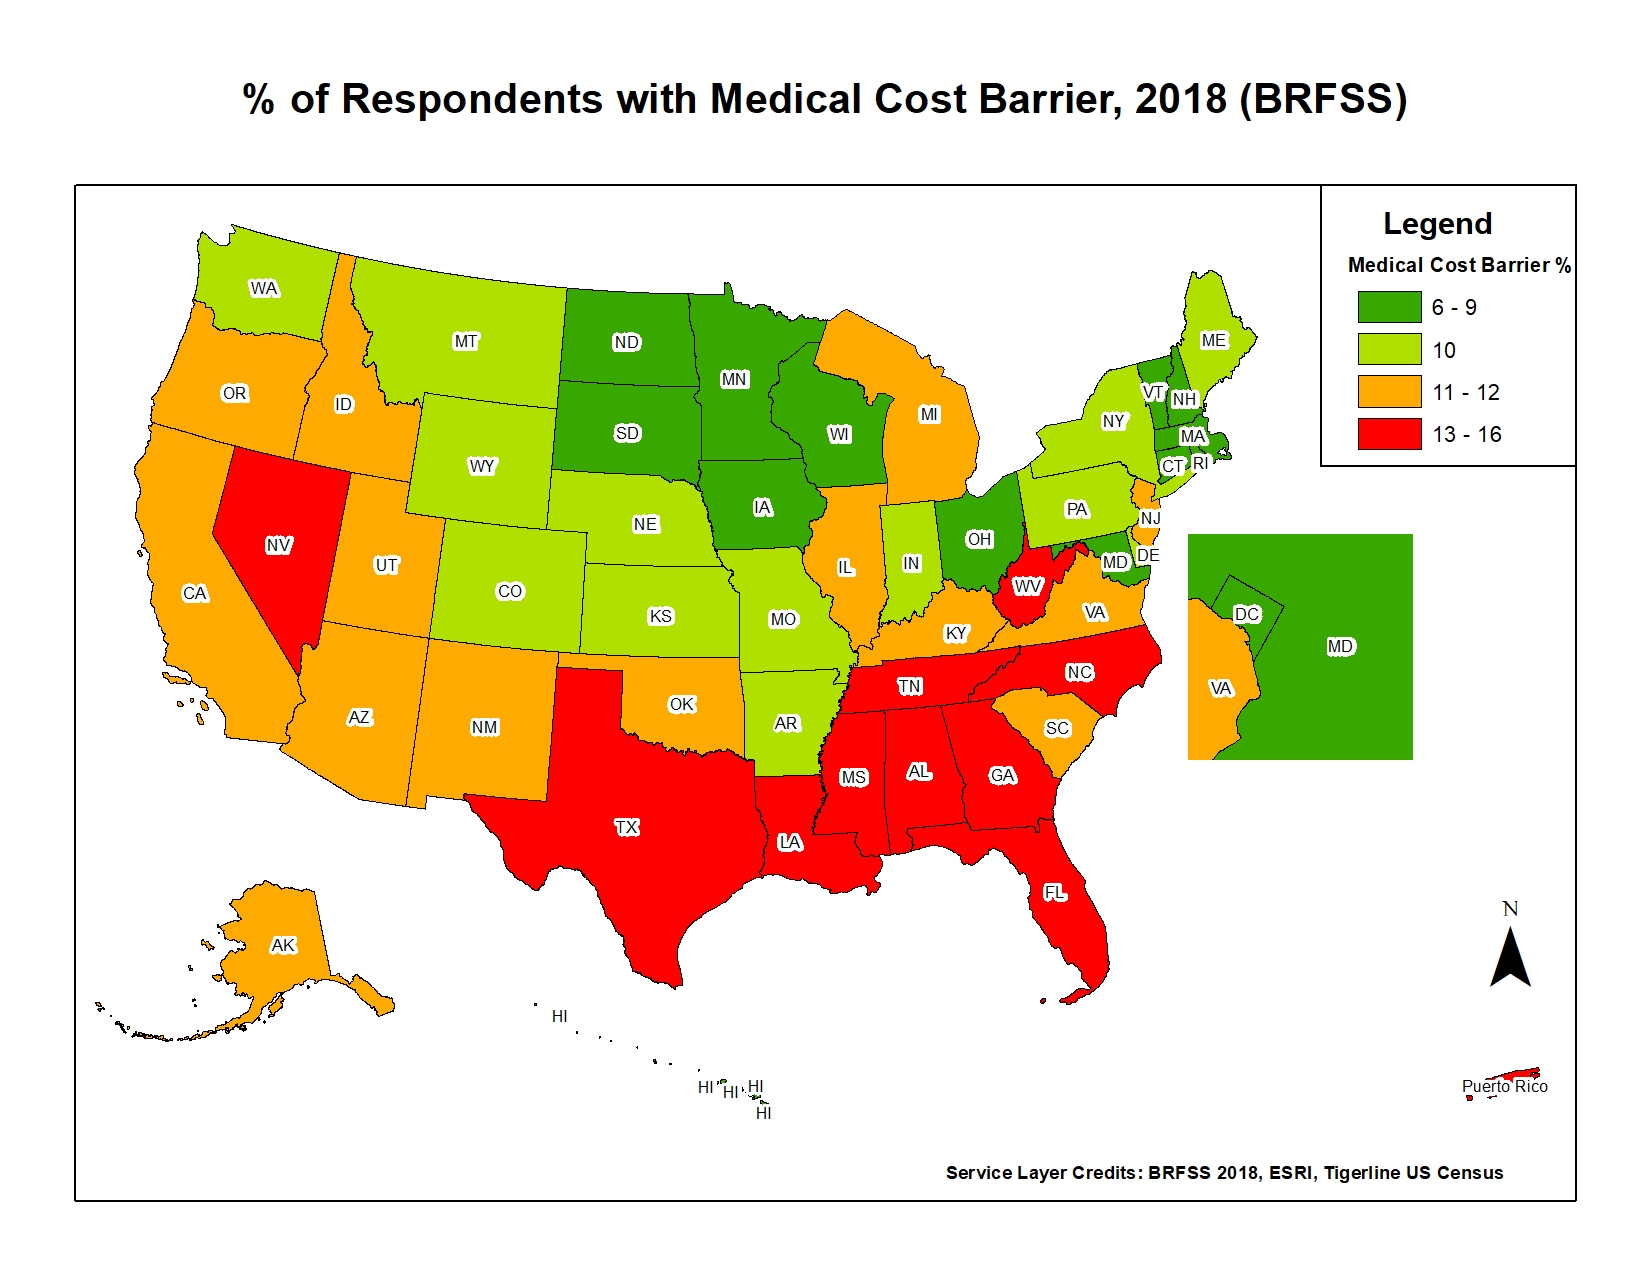 % of Respondents with Medical Cost Barrier, 2018 (BRFSS)
Legend
Medical Cost Barrier %
6 - 9
10
11 - 12
13 - 16
WA
MT
ND
MN
ME
OR
ID
SD
WI
MI
VT
NH
NY
MA
WY
CT
RI
NV
NE
IA
PA
NJ
UT
CO
IL
IN
OH
MD
DE
CA
KS
MO
WV
VA
KY
DC
MD
VA
AZ
NM
OK
AR
TN
NC
SC
TX
LA
MS
AL
GA
FL
AK
HI
HI
HI
HI
HI
N
Puerto Rico
Service Layer Credits: BRFSS 2018, ESRI, Tigerline US Census